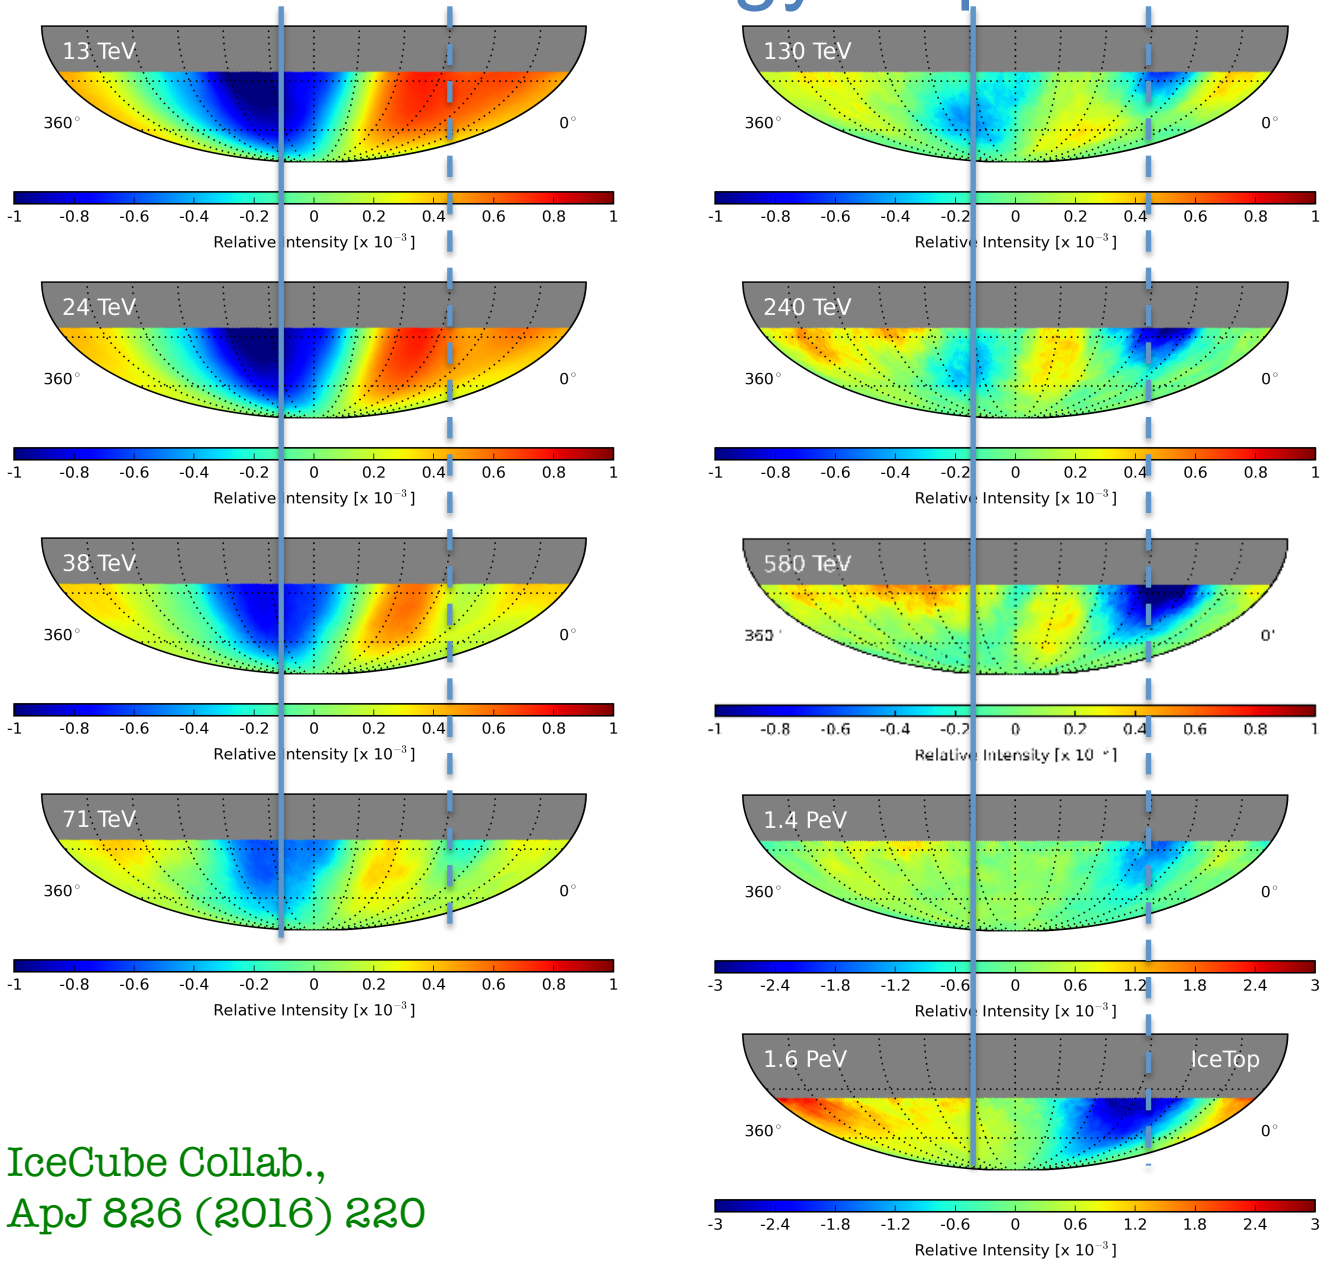 13 TeV
360° 0°
-1 -0.8 -0.6 -0.4 -0.2 0 0.2 0.4 0.6 0.8 1
Relative Intensity [x 10⁻³]
24 TeV
360° 0°
-1 -0.8 -0.6 -0.4 -0.2 0 0.2 0.4 0.6 0.8 1
Relative Intensity [x 10⁻³]
38 TeV
360° 0°
-1 -0.8 -0.6 -0.4 -0.2 0 0.2 0.4 0.6 0.8 1
Relative Intensity [x 10⁻³]
71 TeV
360° 0°
-1 -0.8 -0.6 -0.4 -0.2 0 0.2 0.4 0.6 0.8 1
Relative Intensity [x 10⁻³]
IceCube Collab.,
ApJ 826 (2016) 220
130 TeV
360° 0°
-1 -0.8 -0.6 -0.4 -0.2 0 0.2 0.4 0.6 0.8 1
Relative Intensity [x 10⁻³]
240 TeV
360° 0°
-1 -0.8 -0.6 -0.4 -0.2 0 0.2 0.4 0.6 0.8 1
Relative Intensity [x 10⁻³]
580 TeV
0'
-1 -0.8 -0.6 -0.4 -0.2 0 0.2 0.4 0.6 0.8 1
Relative Intensity [x 10
1.4 PeV
360° 0°
-3 -2.4 -1.8 -1.2 -0.6 0 0.6 1.2 1.8 2.4 3
Relative Intensity [x 10⁻³]
1.6 PeV IceTop
360° 0°
-3 -2.4 -1.8 -1.2 -0.6 0 0.6 1.2 1.8 2.4 3
Relative Intensity [x 10⁻³]